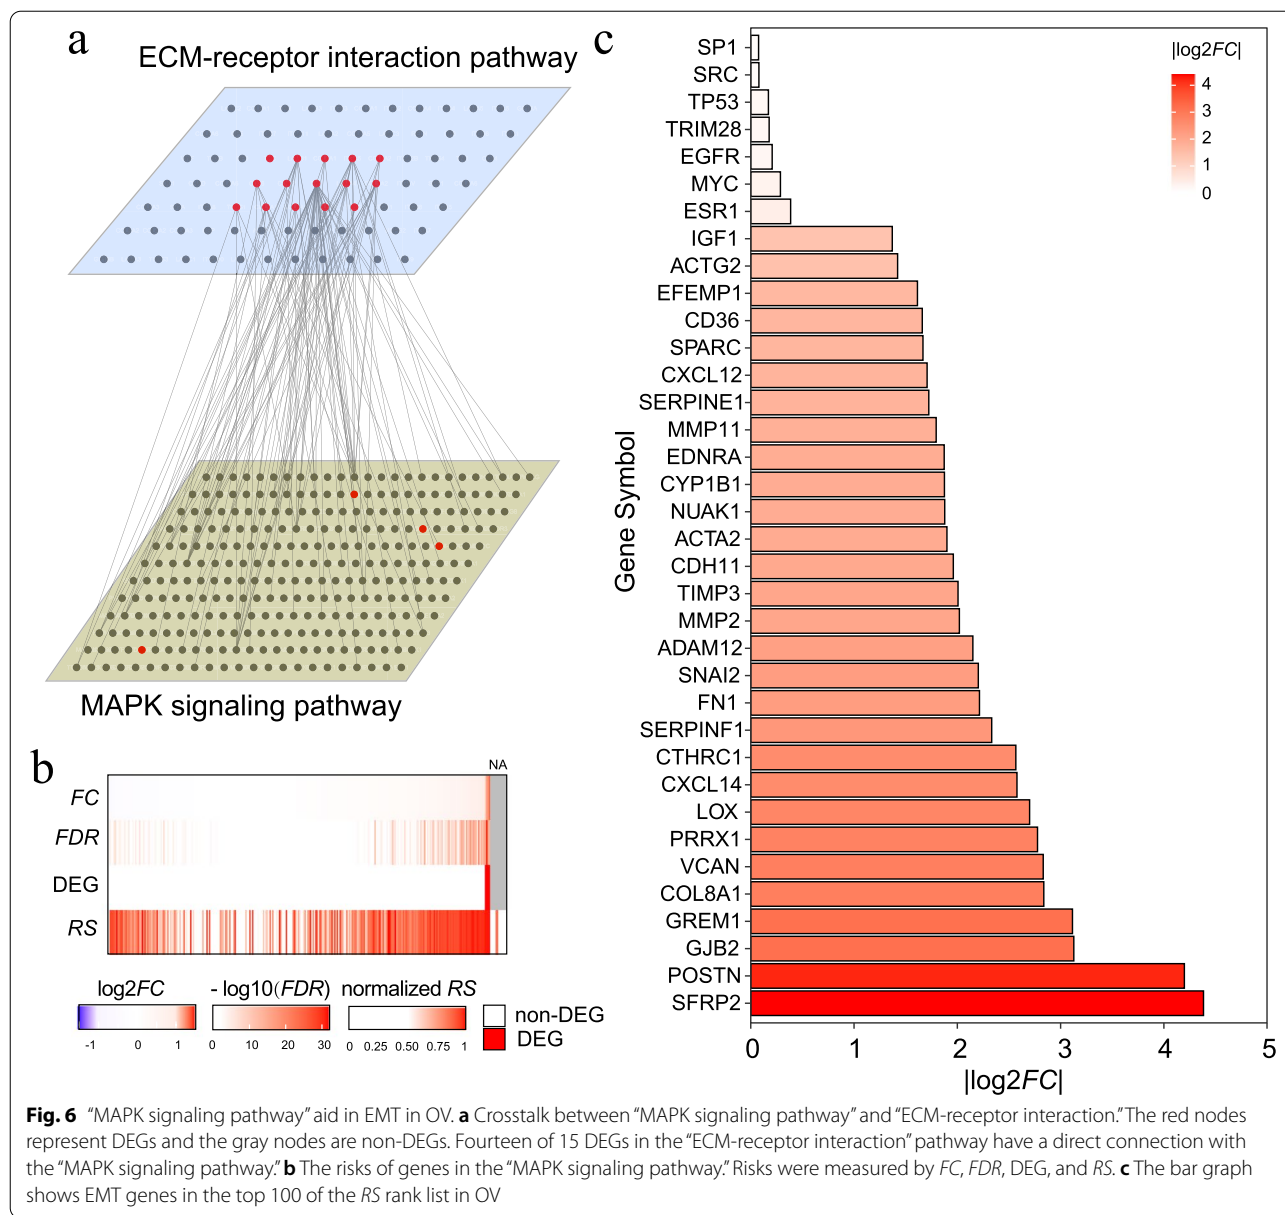 a
ECM-receptor interaction pathway
MAPK signaling pathway
b
NA
FC
FDR
DEG
RS
log2FC
-1
0
1
- log10(FDR)
0
10
20
30
normalized RS
0
0.25
0.50
0.75
1
non-DEG
DEG
c
Gene Symbol
SP1
SRC
TP53
TRIM28
EGFR
MYC
ESR1
IGF1
ACTG2
EFEMP1
CD36
SPARC
CXCL12
SERPINE1
MMP11
EDNRA
CYP1B1
NUAK1
ACTA2
CDH11
TIMP3
MMP2
ADAM12
SNAI2
FN1
SERPINF1
CTHRC1
CXCL14
LOX
PRRX1
VCAN
COL8A1
GREM1
GJB2
POSTN
SFRP2
0
1
2
3
4
5
|log2FC|
|log2FC|
4
3
2
1
0
Fig. 6 "MAPK signaling pathway" aid in EMT in OV. a Crosstalk between "MAPK signaling pathway" and "ECM-receptor interaction." The red nodes
represent DEGs and the gray nodes are non-DEGs. Fourteen of 15 DEGs in the "ECM-receptor interaction" pathway have a direct connection with
the "MAPK signaling pathway." b The risks of genes in the "MAPK signaling pathway." Risks were measured by FC, FDR, DEG, and RS. c The bar graph
shows EMT genes in the top 100 of the RS rank list in OV